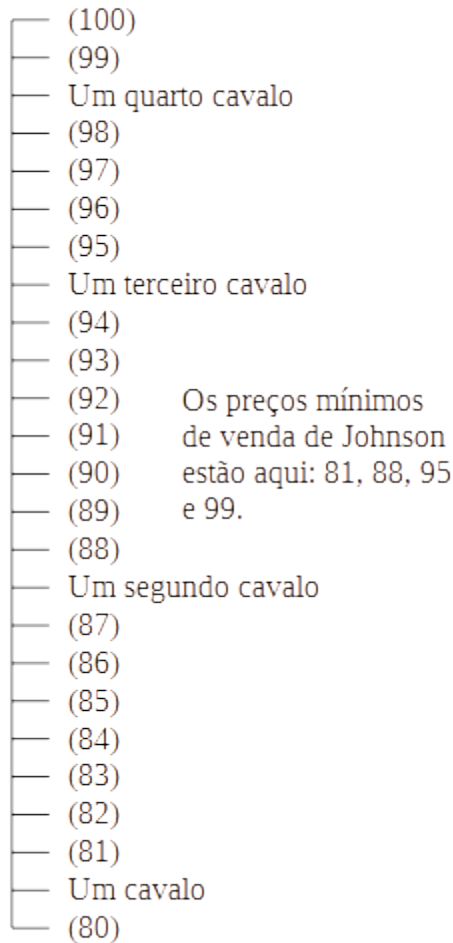 (100)
(99)
Um quarto cavalo
(98)
(97)
(96)
(95)
Um terceiro cavalo
(94)
(93)
(92)
(91)
(90)
(89)
(88)
Um segundo cavalo
(87)
(86)
(85)
(84)
(83)
(82)
(81)
Um cavalo
(80)
Os preços mínimos
de venda de Johnson
estão aqui: 81, 88, 95
e 99.